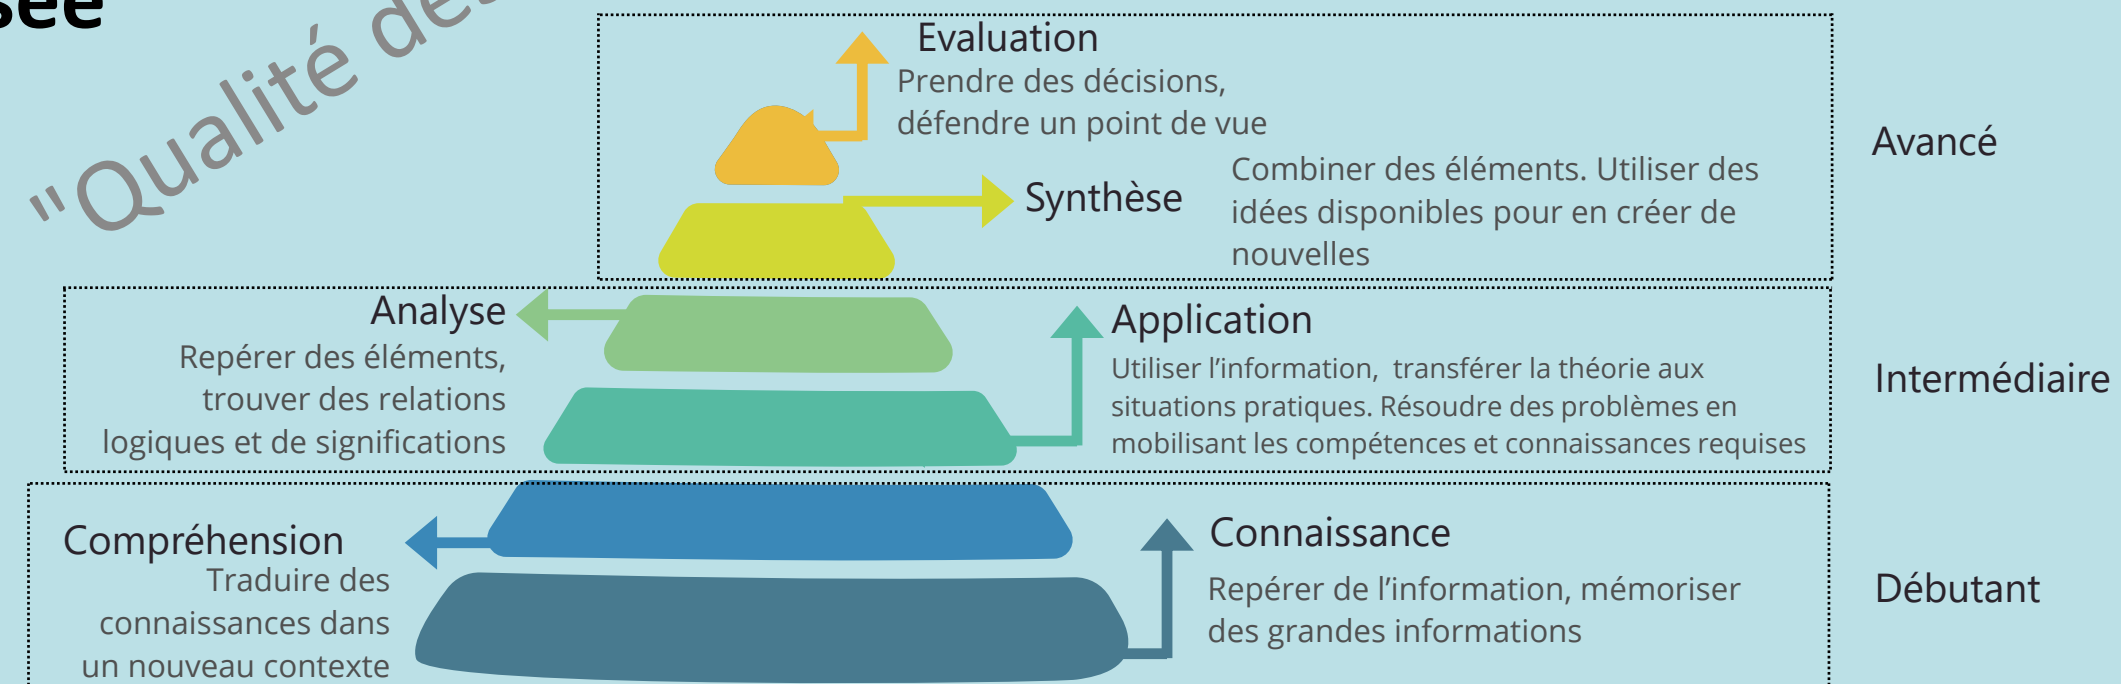 sée
"Qualité des
Evaluation
Prendre des décisions,
défendre un point de vue
Avancé
Synthèse
Combiner des éléments. Utiliser des
idées disponibles pour en créer de
nouvelles
Analyse
Repérer des éléments,
trouver des relations
logiques et de significations
Application
Utiliser l’information, transférer la théorie aux
situations pratiques. Résoudre des problèmes en
mobilisant les compétences et connaissances requises
Intermédiaire
Compréhension
Traduire des
connaissances dans
un nouveau contexte
Connaissance
Repérer de l’information, mémoriser
des grandes informations
Débutant